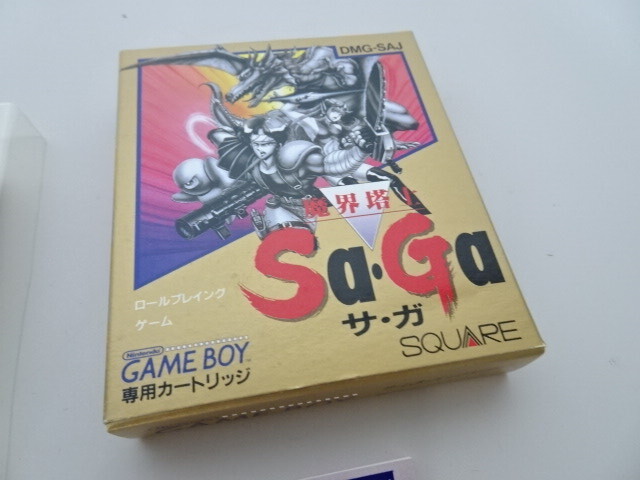 DMG-SAJ
魔界塔士
Sa・Ga
サ・ガ
ロールプレイング
ゲーム
SQUARE
Nintendo
GAME BOY
専用カートリッジ